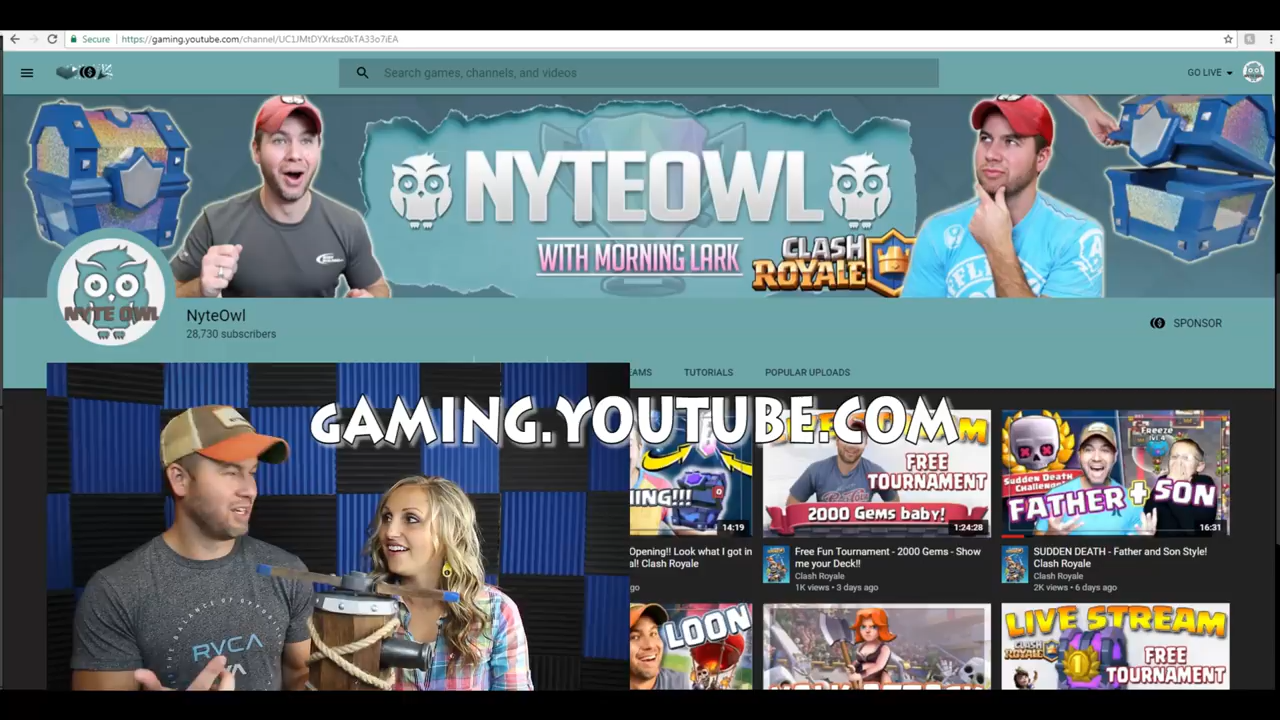 Secure
https://gaming.youtube.com/channel/UC1JMtDYXrksz0kTA33o7iEA
Search games, channels, and videos
GO LIVE
NYTEOWL
WITH MORNING LARK
CLASH
ROYALE
NYTE OWL
NyteOwl
28,730 subscribers
SPONSOR
TUTORIALS
POPULAR UPLOADS
GAMING.YOUTUBE.COM
FREE
TOURNAMENT
2000 Gems baby!
Freeze
lvl 4
Sudden Death
Challenge
FATHER + SON
14:19
1:24:28
16:31
Opening!! Look what I got in
Clash Royale
Free Fun Tournament - 2000 Gems - Show
me your Deck!!
Clash Royale
1K views • 3 days ago
SUDDEN DEATH - Father and Son Style!
Clash Royale
2K views • 6 days ago
RVCA
LOON
LIVE STREAM
CLASH
ROYALE
FREE
TOURNAMENT